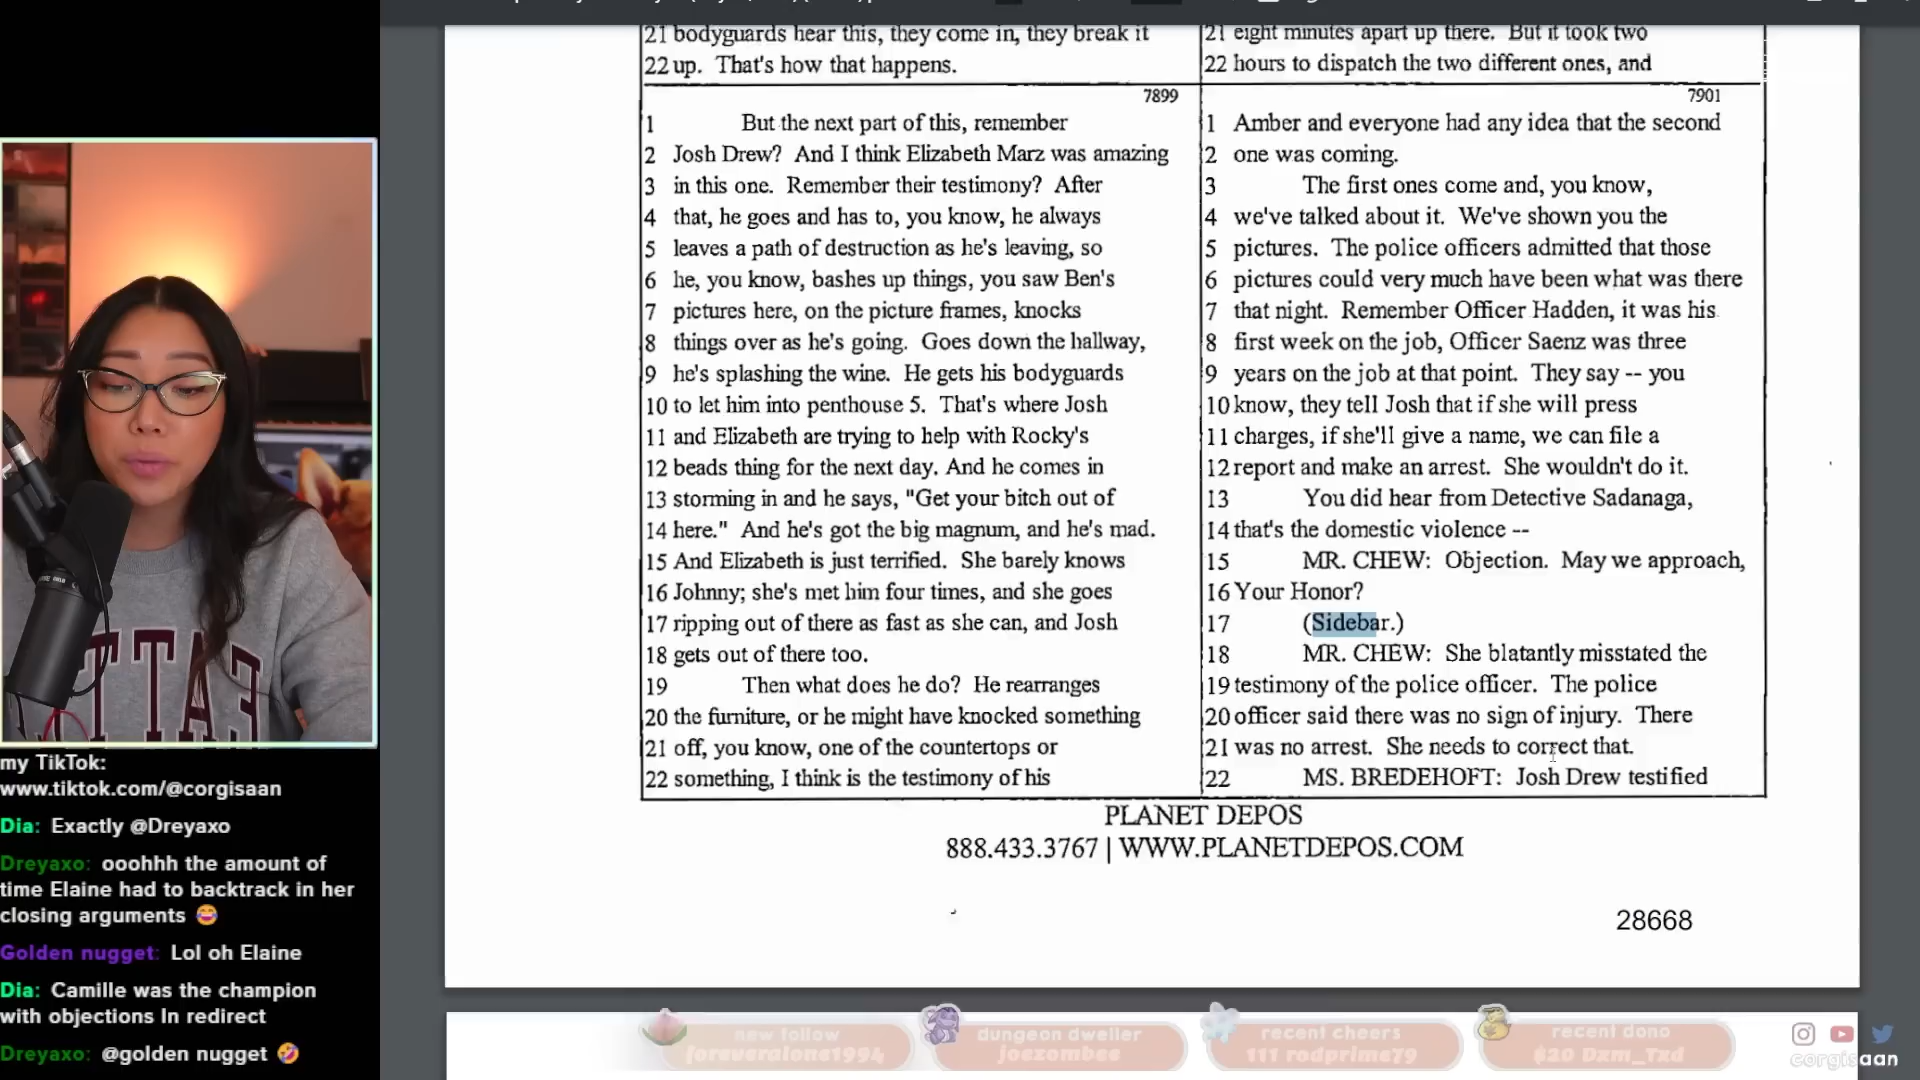 21 bodyguards hear this, they come in, they break it
22 up. That's how that happens.
7899
1 But the next part of this, remember
2 Josh Drew? And I think Elizabeth Marz was amazing
3 in this one. Remember their testimony? After
4 that, he goes and has to, you know, he always
5 leaves a path of destruction as he's leaving, so
6 he, you know, bashes up things, you saw Ben's
7 pictures here, on the picture frames, knocks
8 things over as he's going. Goes down the hallway,
9 he's splashing the wine. He gets his bodyguards
10 to let him into penthouse 5. That's where Josh
11 and Elizabeth are trying to help with Rocky's
12 beads thing for the next day. And he comes in
13 storming in and he says, "Get your bitch out of
14 here." And he's got the big magnum, and he's mad.
15 And Elizabeth is just terrified. She barely knows
16 Johnny; she's met him four times, and she goes
17 ripping out of there as fast as she can, and Josh
18 gets out of there too.
19 Then what does he do? He rearranges
20 the furniture, or he might have knocked something
21 off, you know, one of the countertops or
22 something, I think is the testimony of his
21 eight minutes apart up there. But it took two
22 hours to dispatch the two different ones, and
7901
1 Amber and everyone had any idea that the second
2 one was coming.
3 The first ones come and, you know,
4 we've talked about it. We've shown you the
5 pictures. The police officers admitted that those
6 pictures could very much have been what was there
7 that night. Remember Officer Hadden, it was his
8 first week on the job, Officer Saenz was three
9 years on the job at that point. They say -- you
10 know, they tell Josh that if she will press
11 charges, if she'll give a name, we can file a
12 report and make an arrest. She wouldn't do it.
13 You did hear from Detective Sadanaga,
14 that's the domestic violence --
15 MR. CHEW: Objection. May we approach,
16 Your Honor?
17 (Sidebar.)
18 MR. CHEW: She blatantly misstated the
19 testimony of the police officer. The police
20 officer said there was no sign of injury. There
21 was no arrest. She needs to correct that.
22 MS. BREDEHOFT: Josh Drew testified
PLANET DEPOS
888.433.3767 | WWW.PLANETDEPOS.COM
28668
my TikTok:
www.tiktok.com/@corgisaan
Dia: Exactly @Dreyaxo
Dreyaxo: ooohhh the amount of
time Elaine had to backtrack in her
closing arguments 😂
Golden nugget: Lol oh Elaine
Dia: Camille was the champion
with objections In redirect
Dreyaxo: @golden nugget 🤣
new follow
foreveralone1994
dungeon dweller
joezombee
recent cheers
111 rodprime79
recent dono
$20 Dxm_Txd
corgisaan